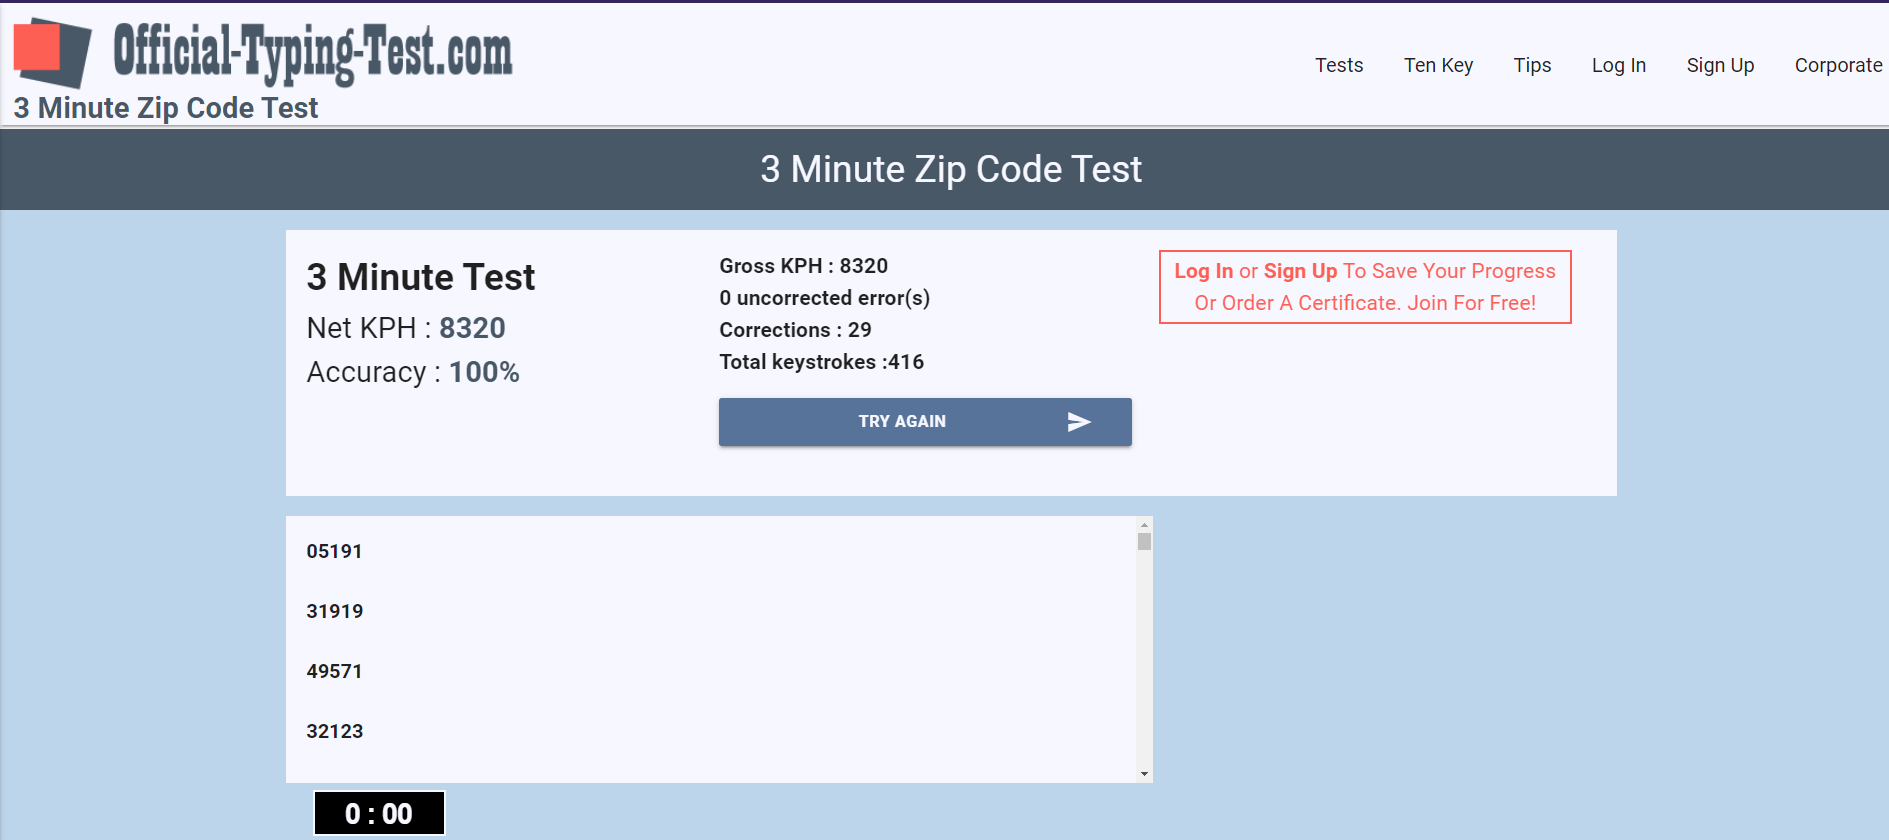 Official-Typing-Test.com
3 Minute Zip Code Test
Tests Ten Key Tips Log In Sign Up Corporate
3 Minute Zip Code Test
3 Minute Test
Net KPH : 8320
Accuracy : 100%
Gross KPH : 8320
0 uncorrected error(s)
Corrections : 29
Total keystrokes :416
TRY AGAIN
Log In or Sign Up To Save Your Progress
Or Order A Certificate. Join For Free!
05191
31919
49571
32123
0 : 00